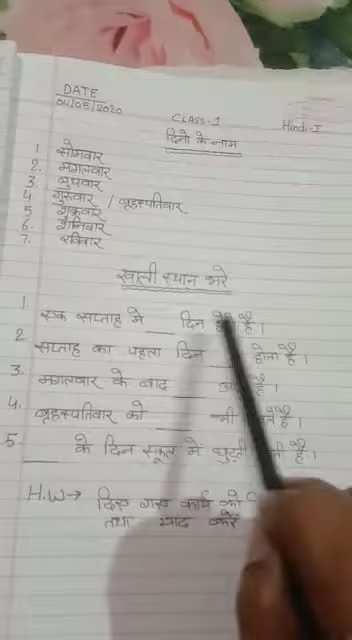 DATE
04/05/2020
CLASS-1
Hindi-I
दिनो के नाम
1. सोमवार
2. मंगलवार
3. बुधवार
4 गुरुवार / बृहस्पतिवार
5 शुक्रवार
6. शनिवार
7. रविवार
खाली स्थान भरे
1. एक सप्ताह में ___ दिन होते है।
2 सप्ताह का पहला दिन ___ होता है।
3. मंगलवार के बाद ___ है।
4. बृहस्पतिवार को ___ भी है।
5 ___ के दिन स्कूल में छुट्टी है।
H.W→ दिए गए कार्य को
तथा याद करें